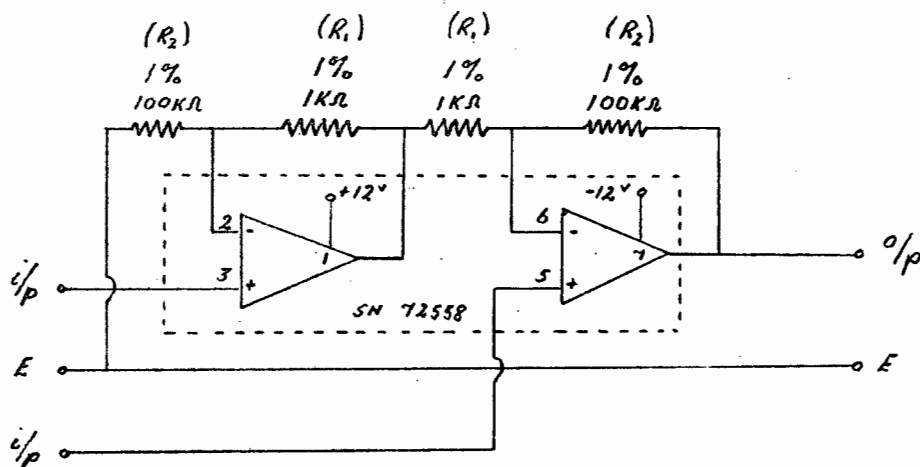 (R₂) (R₁) (R₁) (R₂)
1% 1% 1% 1%
100KΩ 1KΩ 1KΩ 100KΩ
+12ᵛ -12ᵛ
2 - 6 -
1 7 o/p
i/p 3 + 5 +
SN 72558
E E
i/p